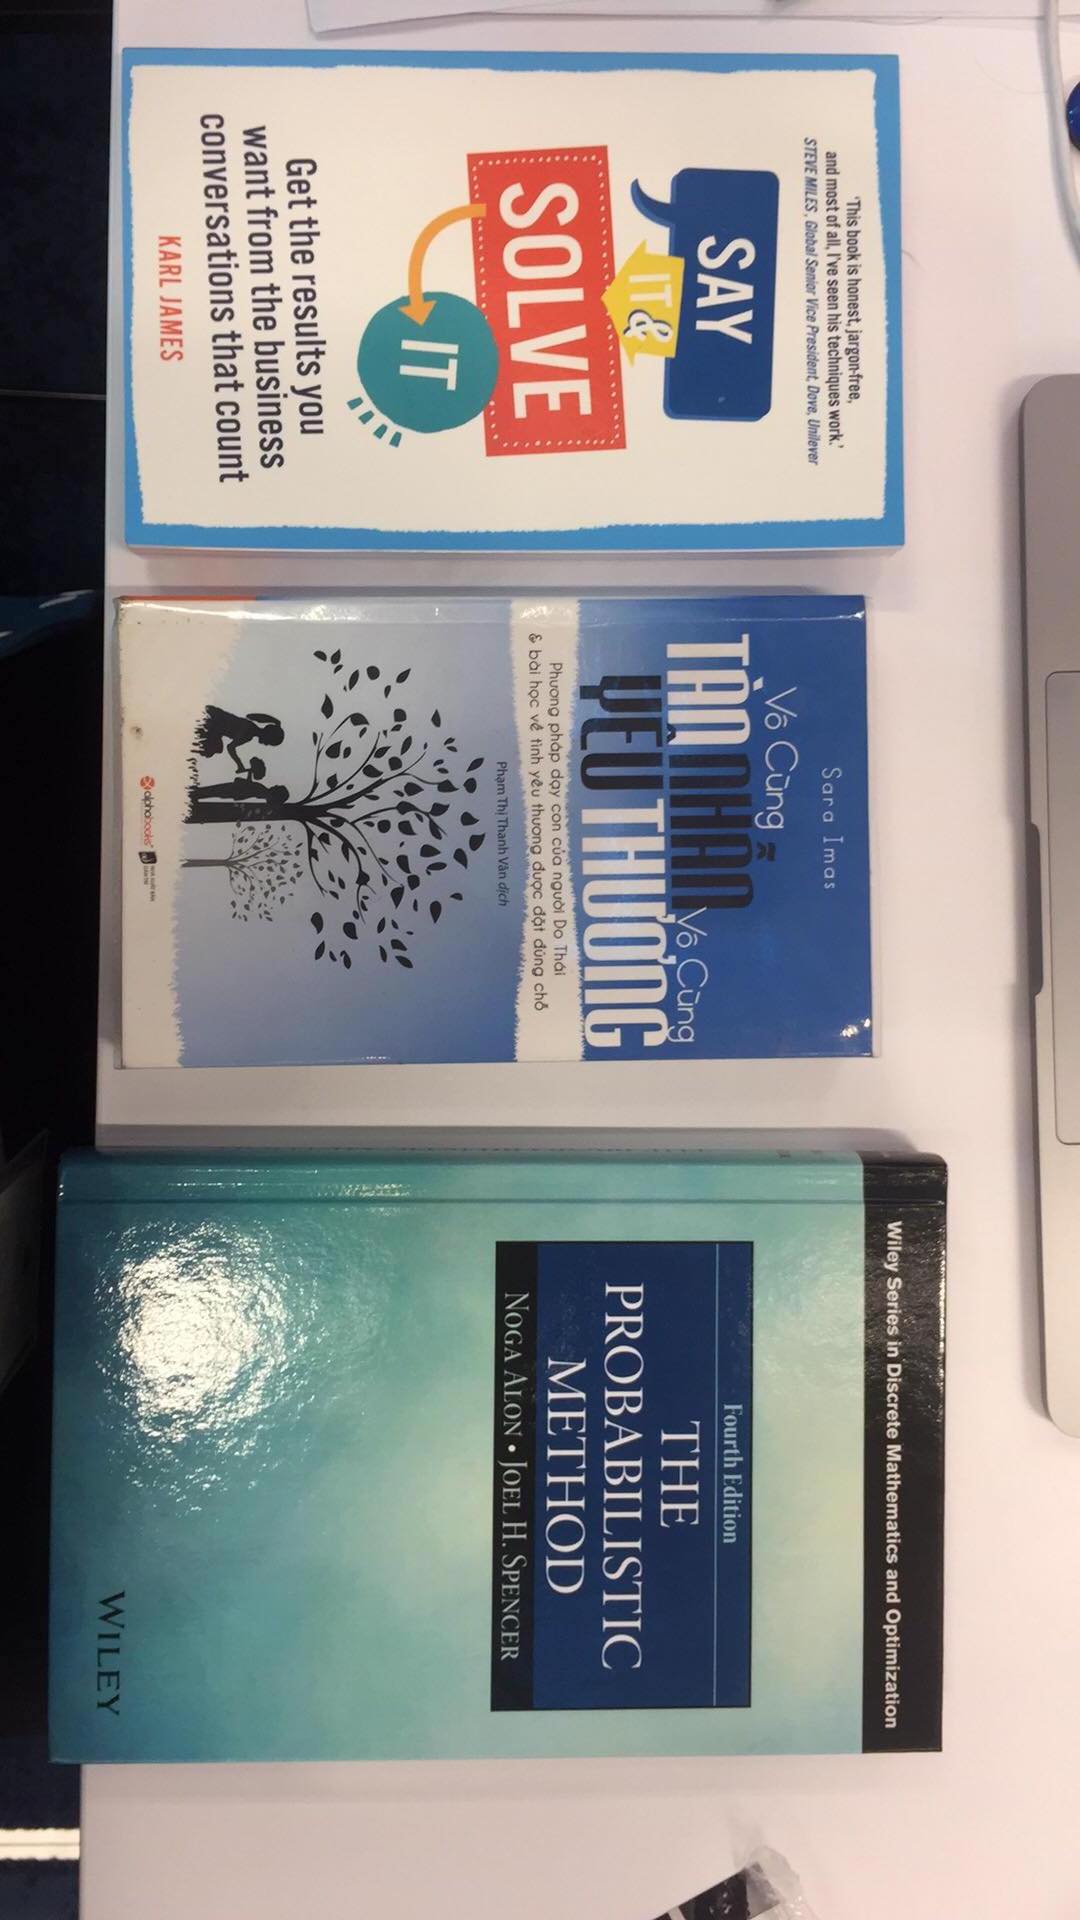 'This book is honest, jargon-free,
and most of all, I've seen his techniques work.'
STEVE MILES, Global Senior Vice President, Dove, Unilever
SAY
IT &
SOLVE
IT
Get the results you
want from the business
conversations that count
KARL JAMES
Sara Imas
Vô Cùng
TÀN NHẪN
Vô Cùng
YÊU THƯƠNG
Phương pháp dạy con của người Do Thái
& bài học về tình yêu thương được đặt đúng chỗ
Phạm Thị Thanh Vân dịch
alphabooks
Wiley Series in Discrete Mathematics and Optimization
Fourth Edition
THE
PROBABILISTIC
METHOD
NOGA ALON • JOEL H. SPENCER
WILEY